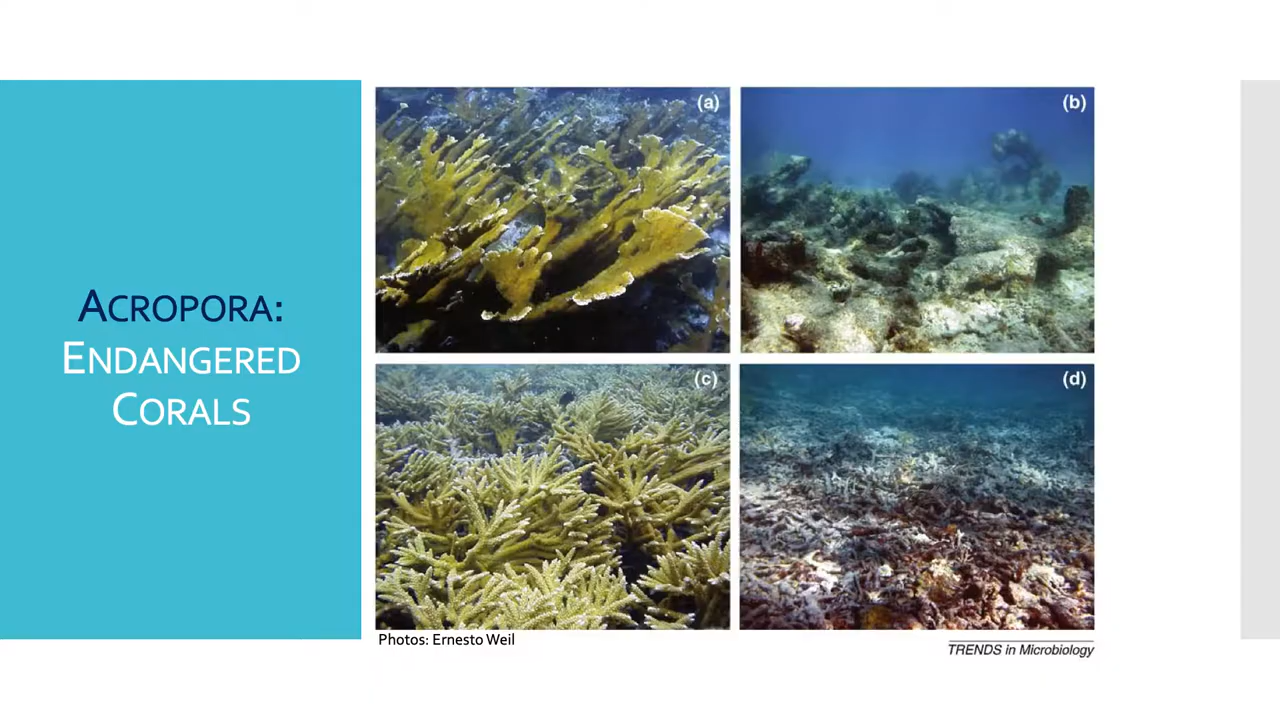 ACROPORA:
ENDANGERED
CORALS
(a)
(b)
(c)
(d)
Photos: Ernesto Weil
TRENDS in Microbiology